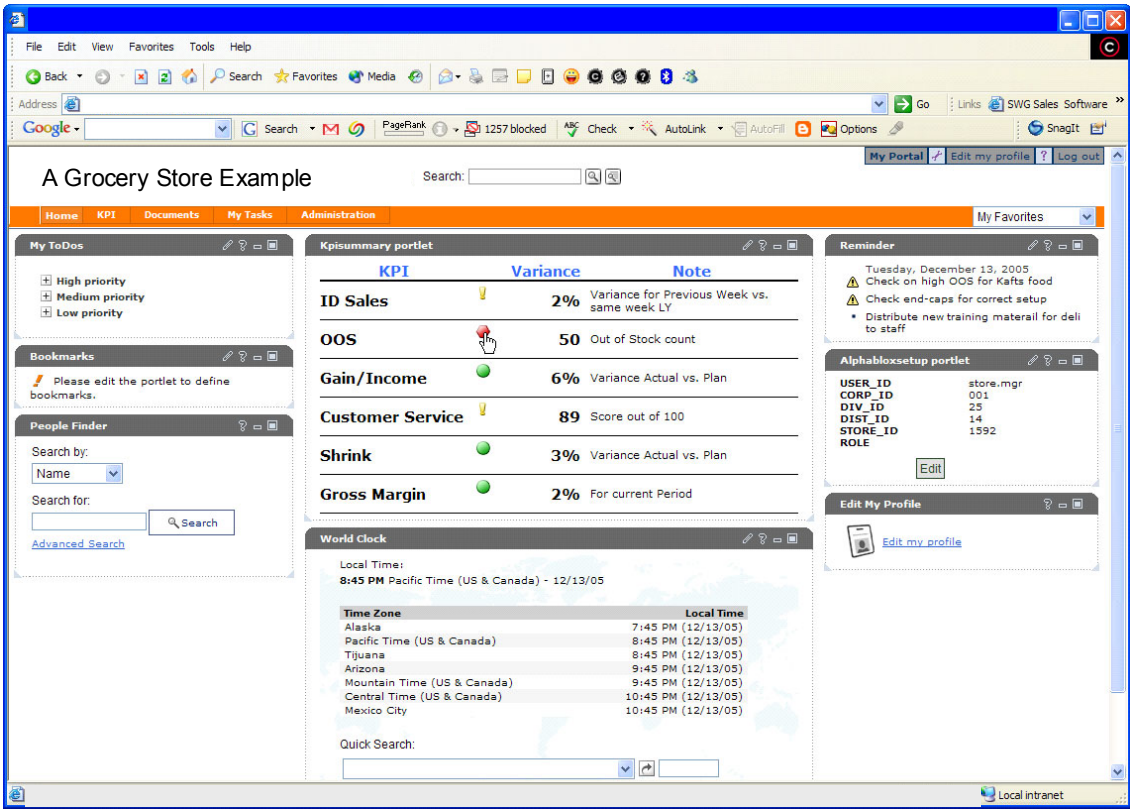 File Edit View Favorites Tools Help
Back Search Favorites Media
Address Go Links SWG Sales Software »
Google Search PageRank 1257 blocked ABC Check AutoLink AutoFill Options SnagIt
My Portal Edit my profile ? Log out
A Grocery Store Example
Search:
Home KPI Documents My Tasks Administration
My Favorites
My ToDos
High priority
Medium priority
Low priority
Bookmarks
Please edit the portlet to define
bookmarks.
People Finder
Search by:
Name
Search for:
Search
Advanced Search
Kpisummary portlet
KPI Variance Note
ID Sales 2% Variance for Previous Week vs.
same week LY
OOS 50 Out of Stock count
Gain/Income 6% Variance Actual vs. Plan
Customer Service 89 Score out of 100
Shrink 3% Variance Actual vs. Plan
Gross Margin 2% For current Period
World Clock
Local Time:
8:45 PM Pacific Time (US & Canada) - 12/13/05
Time Zone Local Time
Alaska 7:45 PM (12/13/05)
Pacific Time (US & Canada) 8:45 PM (12/13/05)
Tijuana 8:45 PM (12/13/05)
Arizona 9:45 PM (12/13/05)
Mountain Time (US & Canada) 9:45 PM (12/13/05)
Central Time (US & Canada) 10:45 PM (12/13/05)
Mexico City 10:45 PM (12/13/05)
Quick Search:
Reminder
Tuesday, December 13, 2005
Check on high OOS for Kafts food
Check end-caps for correct setup
Distribute new training materail for deli
to staff
Alphabloxsetup portlet
USER_ID store.mgr
CORP_ID 001
DIV_ID 25
DIST_ID 14
STORE_ID 1592
ROLE
Edit
Edit My Profile
Edit my profile
Local intranet